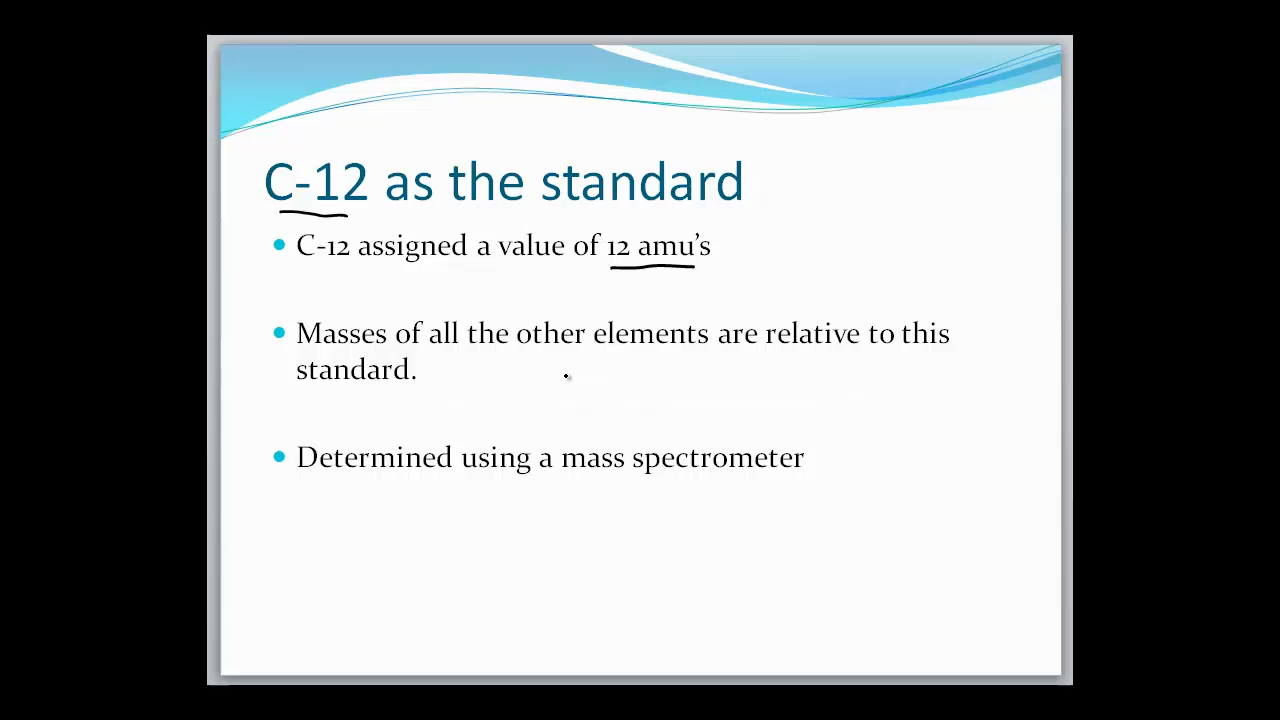 C-12 as the standard
C-12 assigned a value of 12 amu's
Masses of all the other elements are relative to this
standard.
Determined using a mass spectrometer